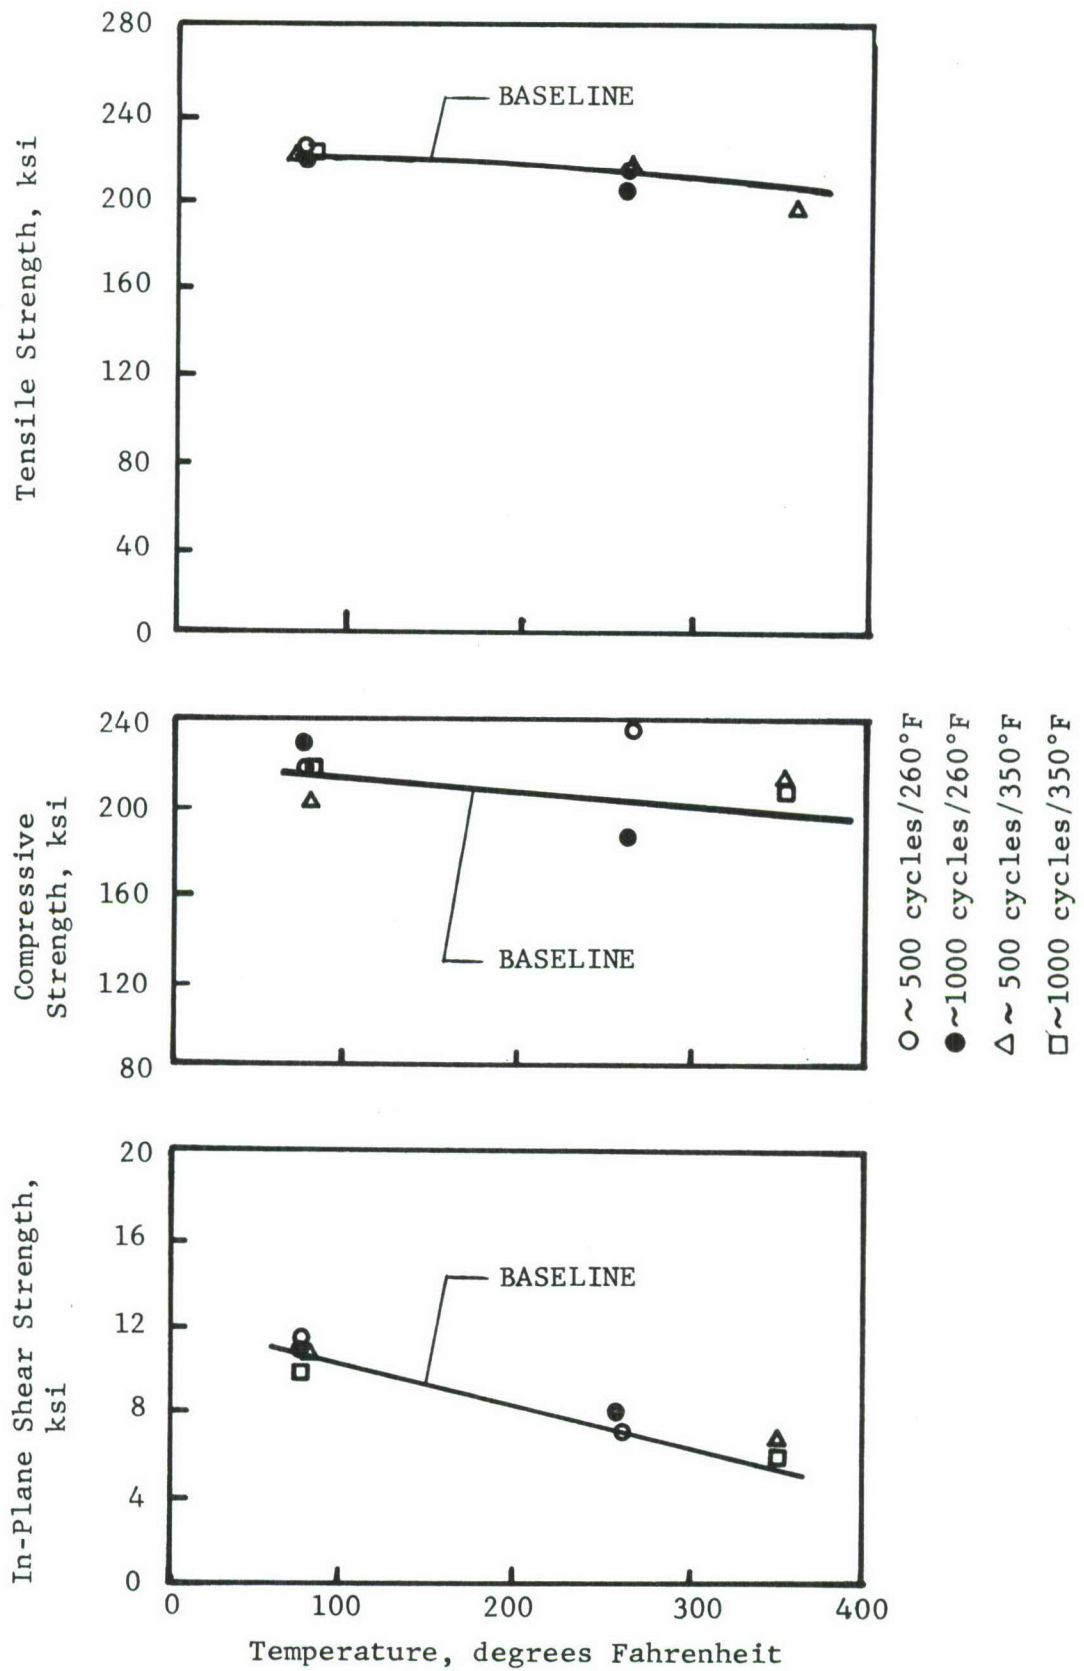 Tensile Strength, ksi
280
240
200
160
120
80
40
0
BASELINE
Compressive
Strength, ksi
240
200
160
120
80
BASELINE
○ ~ 500 cycles/260°F
● ~1000 cycles/260°F
△ ~ 500 cycles/350°F
□ ~1000 cycles/350°F
In-Plane Shear Strength,
ksi
20
16
12
8
4
0
BASELINE
0 100 200 300 400
Temperature, degrees Fahrenheit